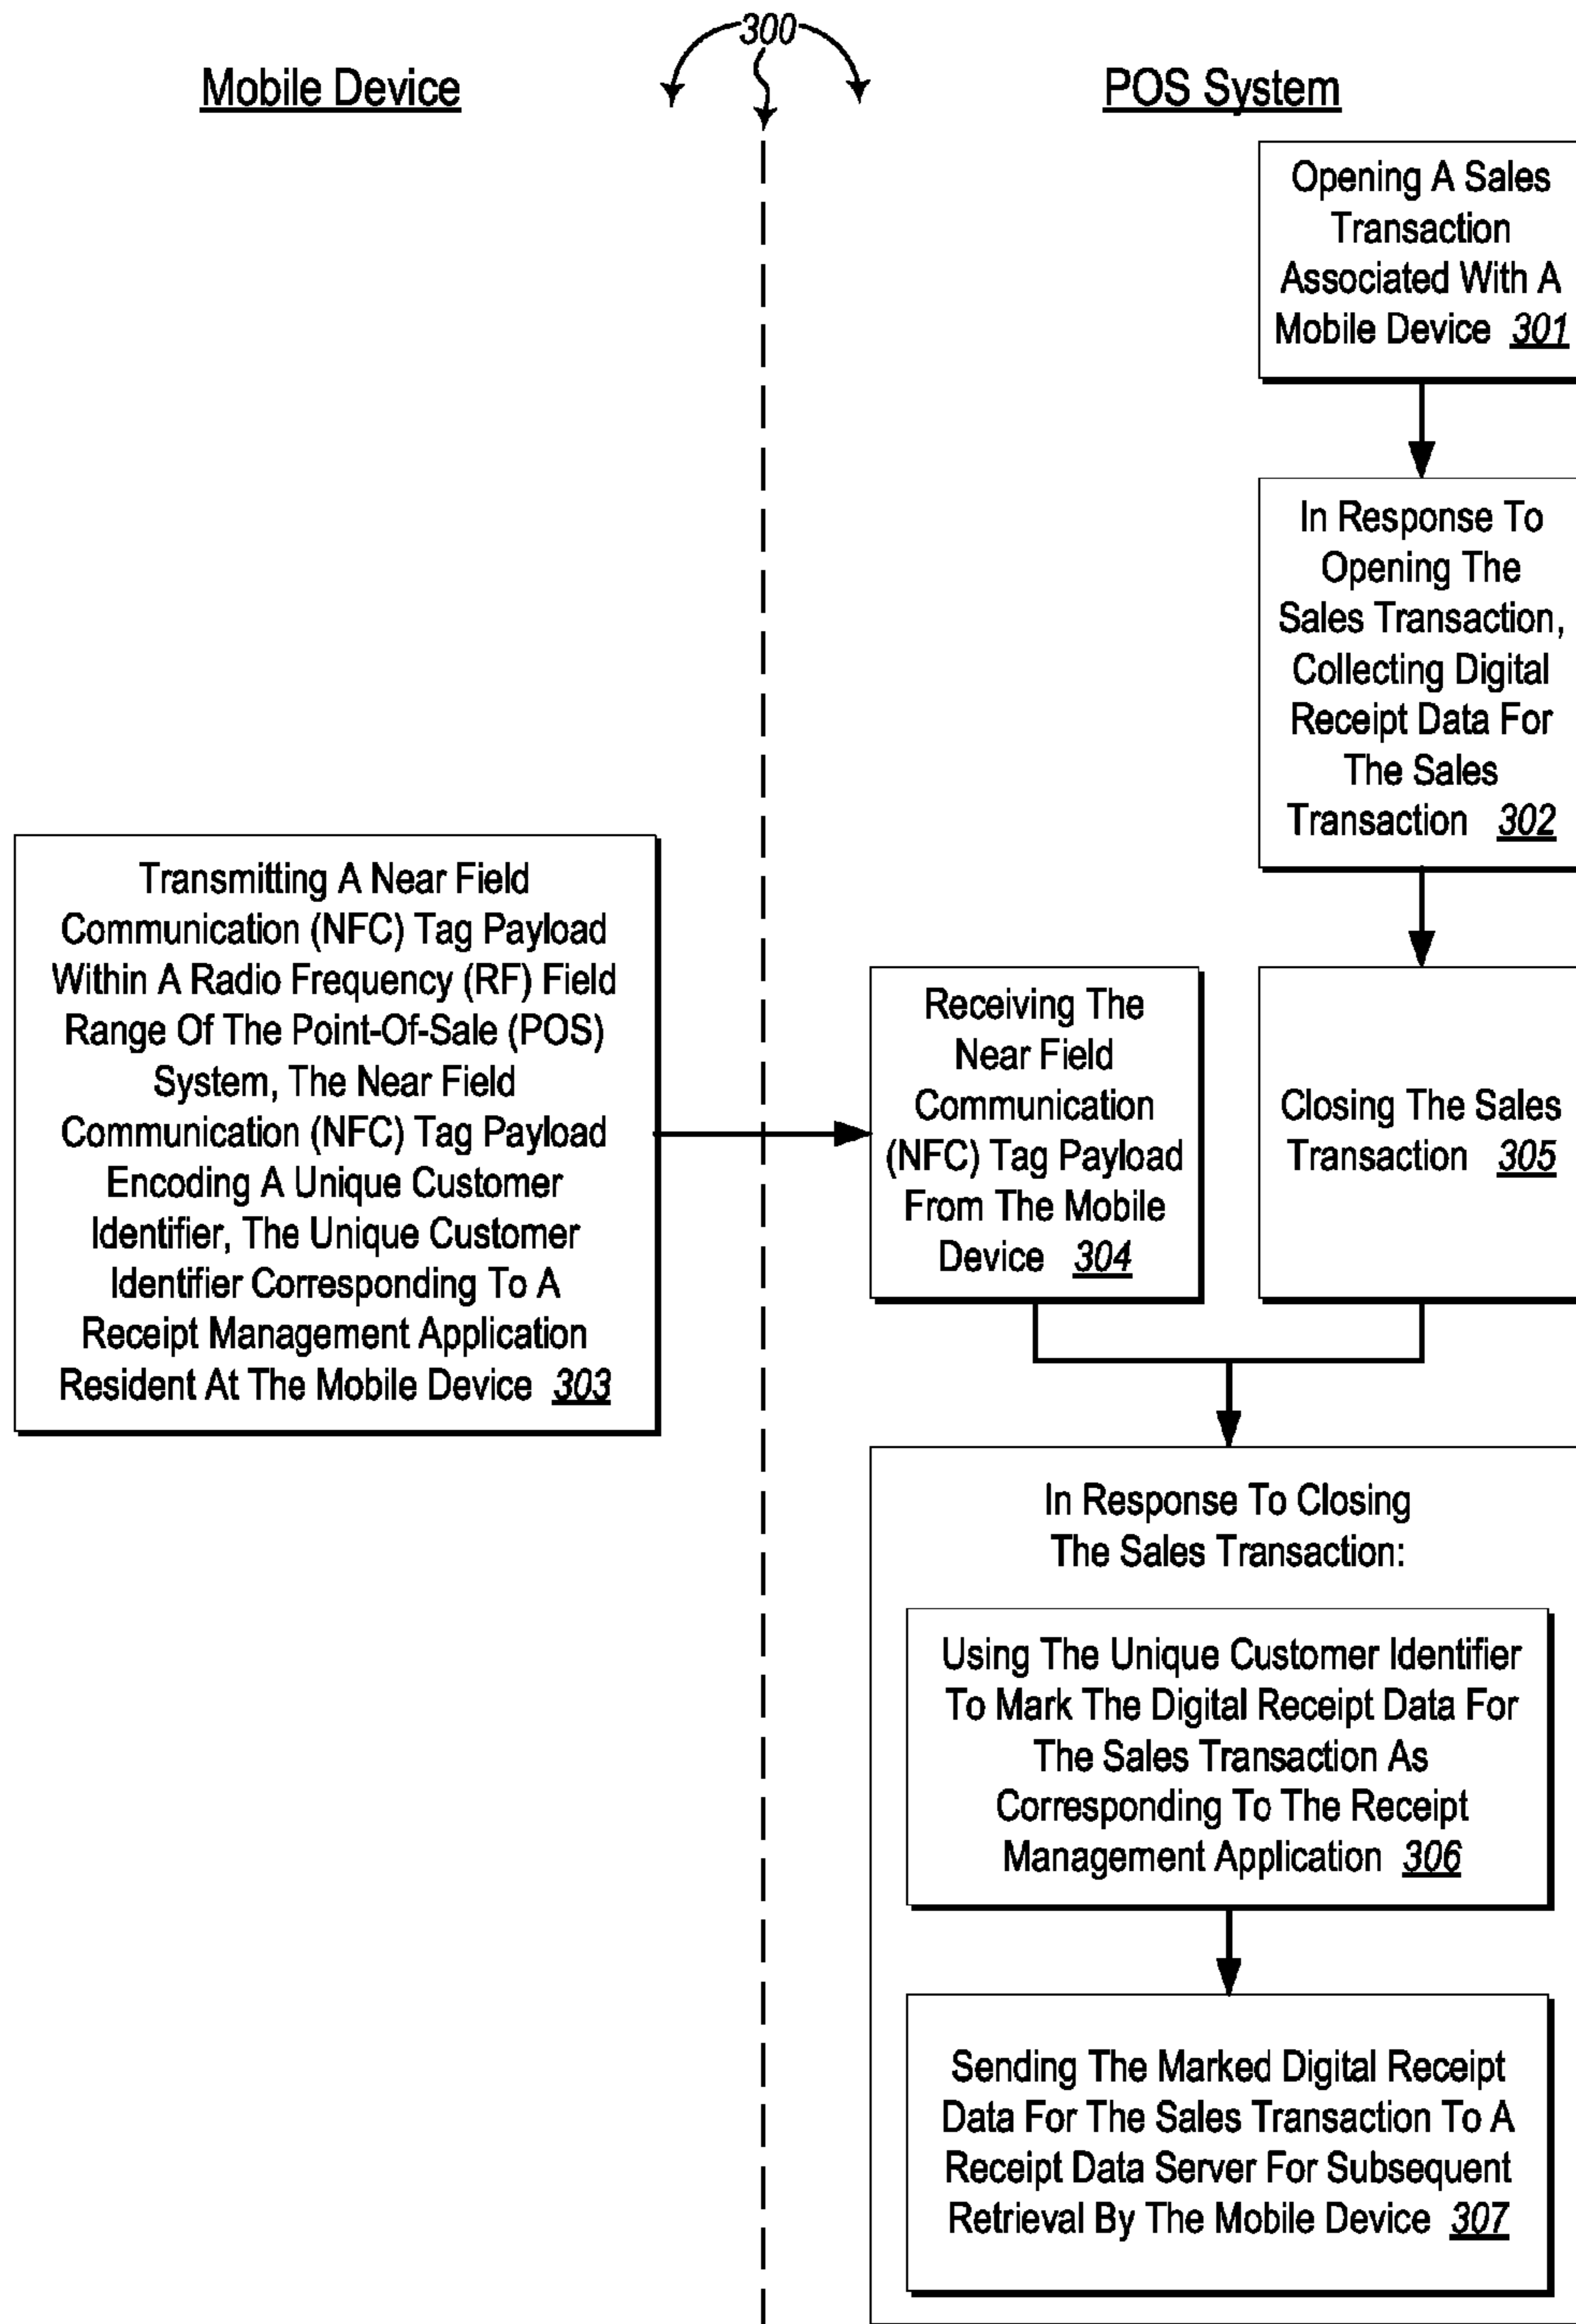 300
Mobile Device
POS System
Opening A Sales
Transaction
Associated With A
Mobile Device 301
In Response To
Opening The
Sales Transaction,
Collecting Digital
Receipt Data For
The Sales
Transaction 302
Transmitting A Near Field
Communication (NFC) Tag Payload
Within A Radio Frequency (RF) Field
Range Of The Point-Of-Sale (POS)
System, The Near Field
Communication (NFC) Tag Payload
Encoding A Unique Customer
Identifier, The Unique Customer
Identifier Corresponding To A
Receipt Management Application
Resident At The Mobile Device 303
Receiving The
Near Field
Communication
(NFC) Tag Payload
From The Mobile
Device 304
Closing The Sales
Transaction 305
In Response To Closing
The Sales Transaction:
Using The Unique Customer Identifier
To Mark The Digital Receipt Data For
The Sales Transaction As
Corresponding To The Receipt
Management Application 306
Sending The Marked Digital Receipt
Data For The Sales Transaction To A
Receipt Data Server For Subsequent
Retrieval By The Mobile Device 307